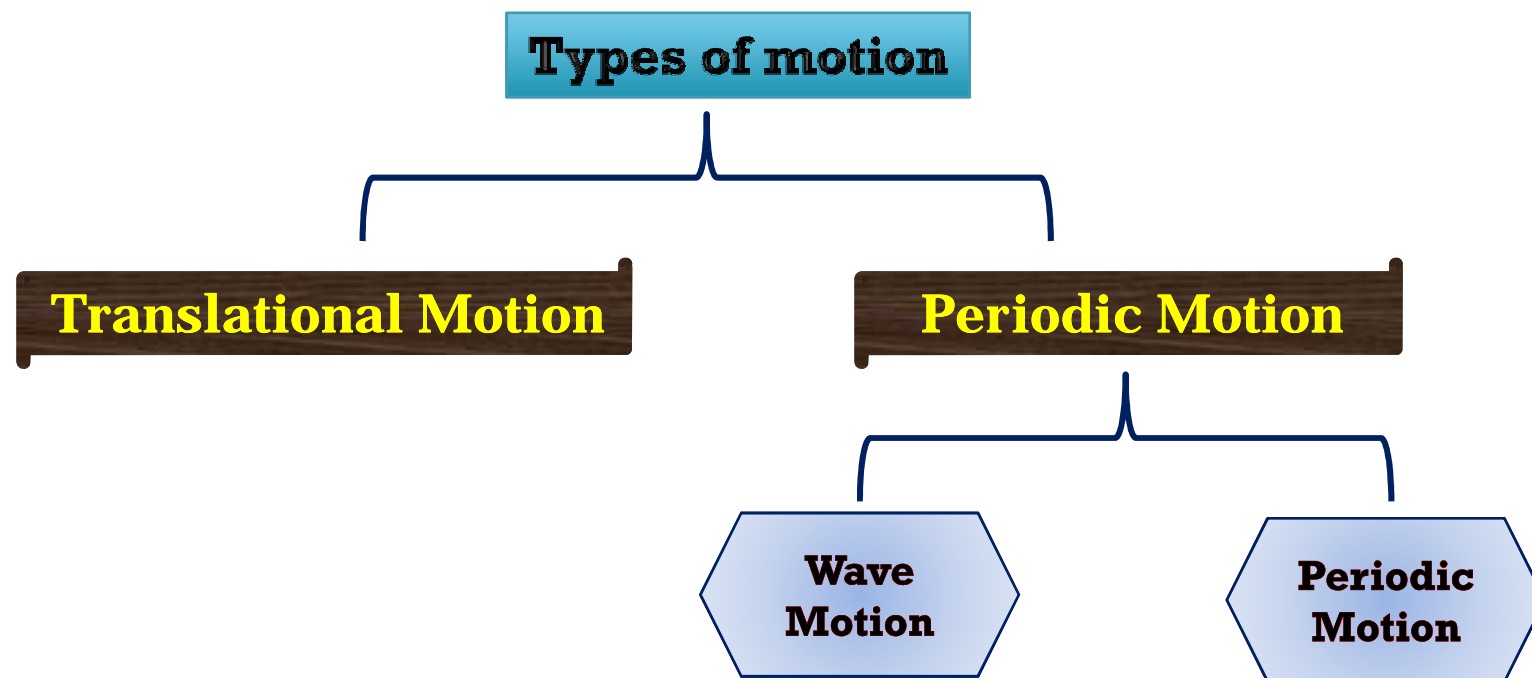 Types of motion
Translational Motion
Periodic Motion
Wave
Motion
Periodic
Motion